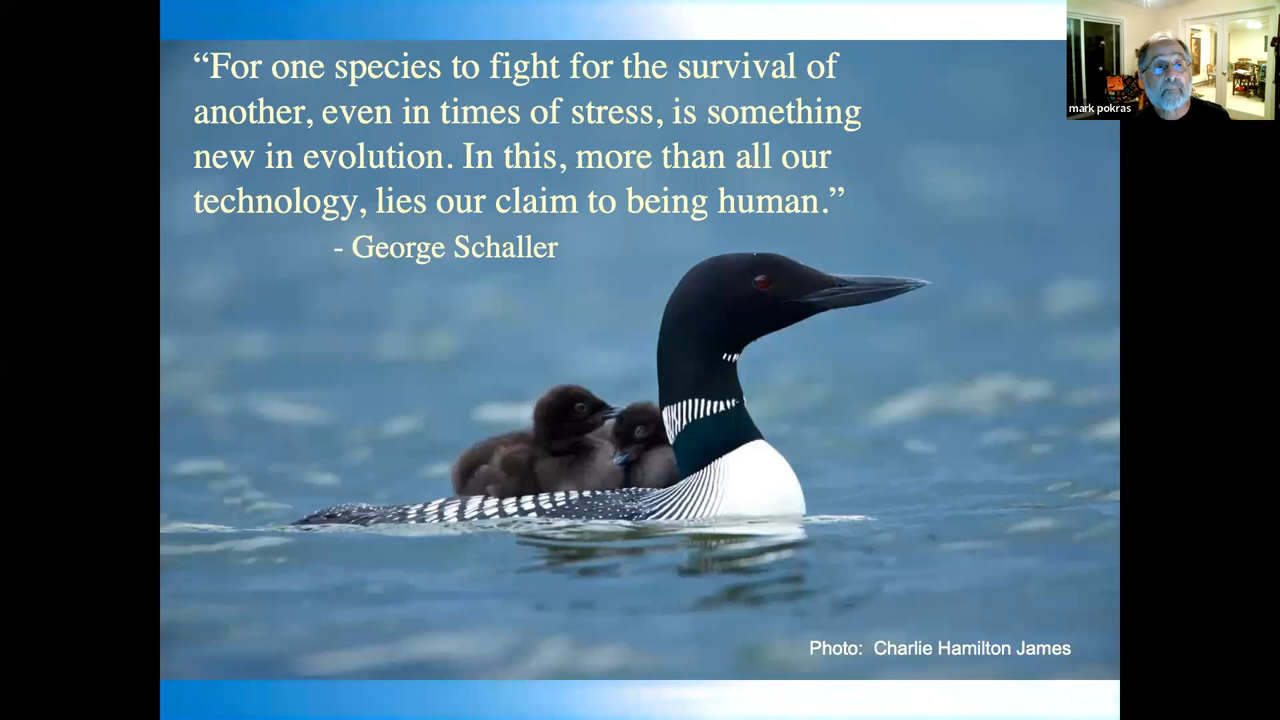 “For one species to fight for the survival of
another, even in times of stress, is something
new in evolution. In this, more than all our
technology, lies our claim to being human.”
- George Schaller
mark pokras
Photo:  Charlie Hamilton James